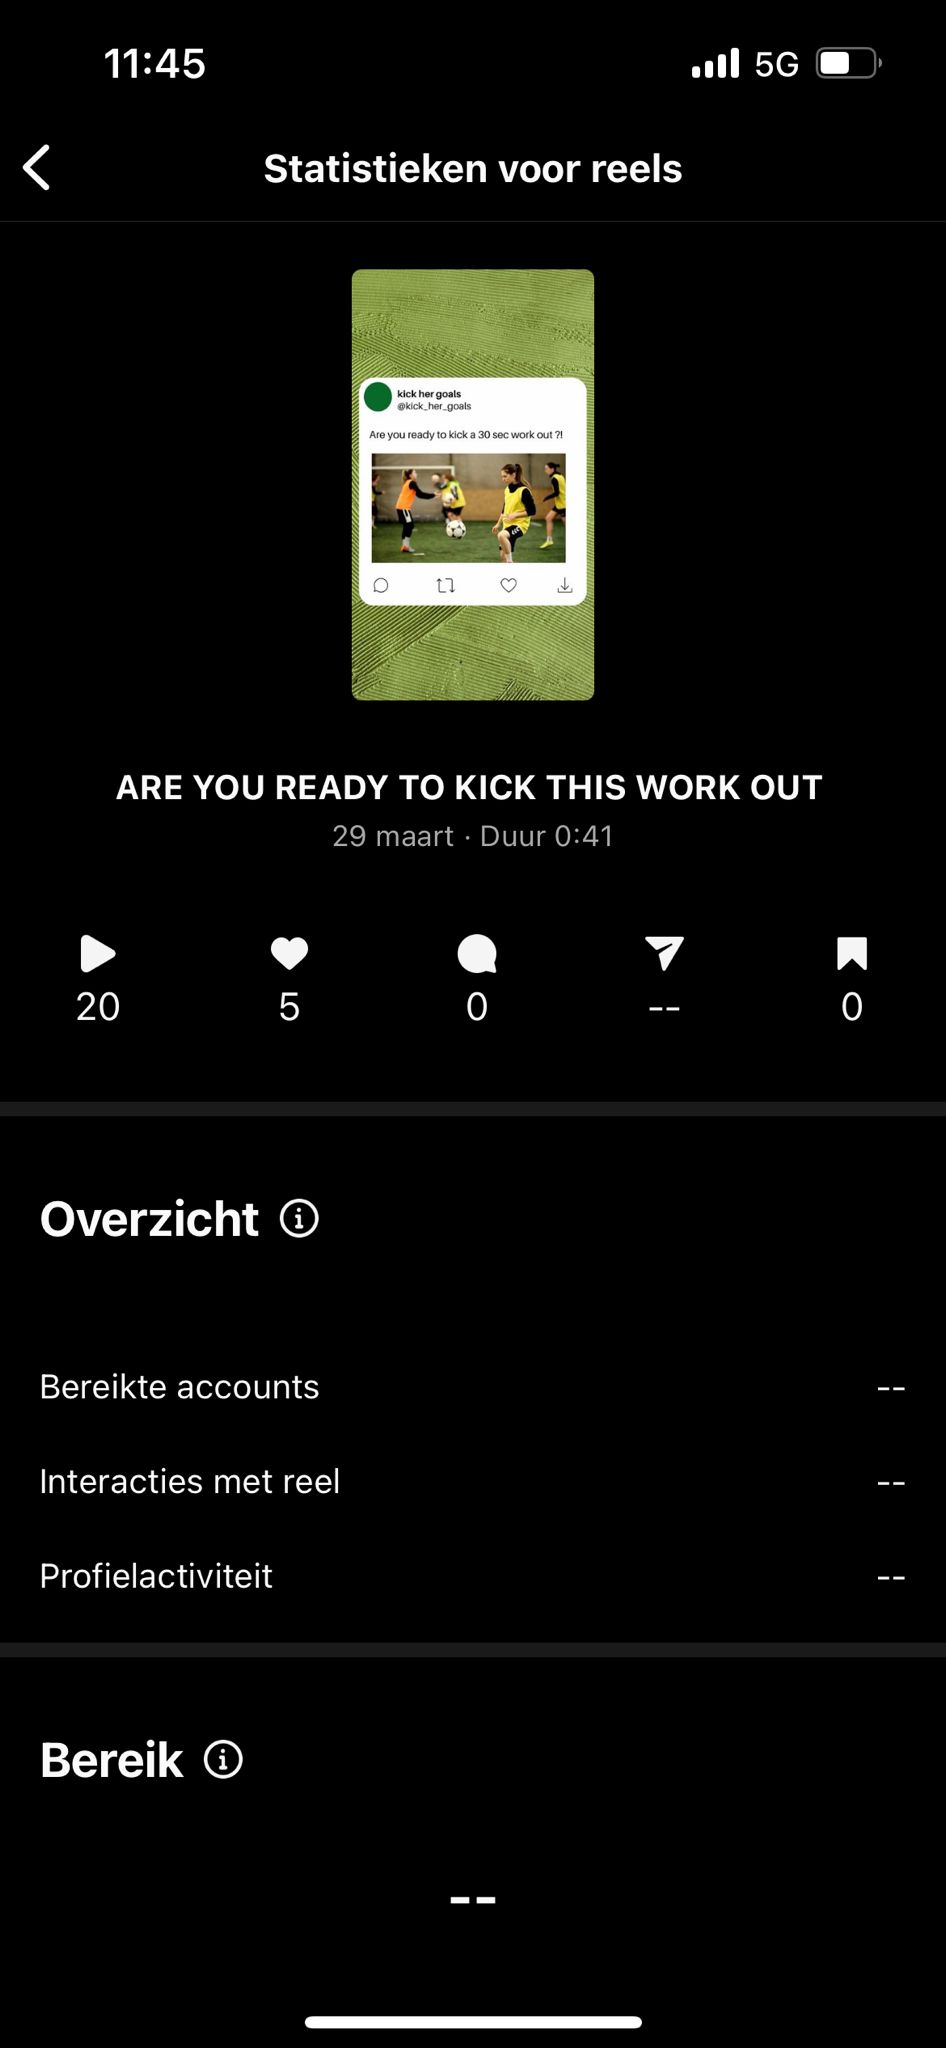 11:45
5G
Statistieken voor reels
kick her goals
@kick_her_goals
Are you ready to kick a 30 sec work out ?!
ARE YOU READY TO KICK THIS WORK OUT
29 maart · Duur 0:41
20 5 0 -- 0
Overzicht
Bereikte accounts --
Interacties met reel --
Profielactiviteit --
Bereik
--